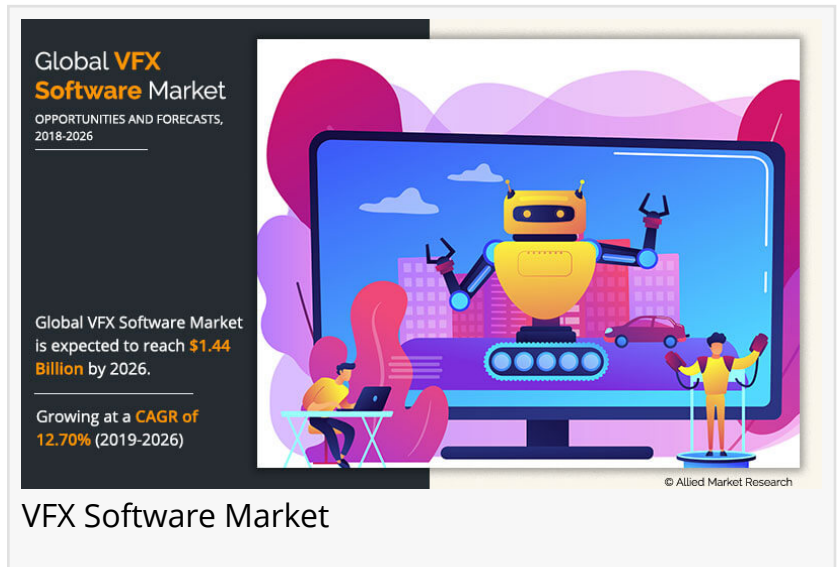 Global VFX
Software Market
OPPORTUNITIES AND FORECASTS,
2018-2026
Global VFX Software Market
is expected to reach $1.44
Billion by 2026.
Growing at a CAGR of
12.70% (2019-2026)
© Allied Market Research
VFX Software Market